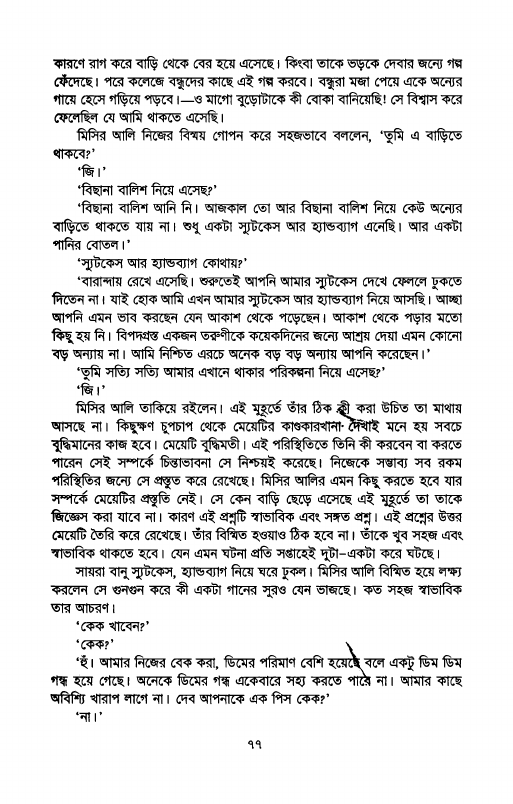 কারণে রাগ করে বাড়ি থেকে বের হয়ে এসেছে। কিংবা তাকে ভড়কে দেবার জন্যে গল্প
ফেঁদেছে। পরে কলেজে বন্ধুদের কাছে এই গল্প করবে। বন্ধুরা মজা পেয়ে একে অন্যের
গায়ে হেসে গড়িয়ে পড়বে।—ও মাগো বুড়োটাকে কী বোকা বানিয়েছি! সে বিশ্বাস করে
ফেলেছিল যে আমি থাকতে এসেছি।
মিসির আলি নিজের বিস্ময় গোপন করে সহজভাবে বললেন, ‘তুমি এ বাড়িতে
থাকবে?’
‘জি।’
‘বিছানা বালিশ নিয়ে এসেছ?’
‘বিছানা বালিশ আনি নি। আজকাল তো আর বিছানা বালিশ নিয়ে কেউ অন্যের
বাড়িতে থাকতে যায় না। শুধু একটা স্যুটকেস আর হ্যান্ডব্যাগ এনেছি। আর একটা
পানির বোতল।’
‘স্যুটকেস আর হ্যান্ডব্যাগ কোথায়?’
‘বারান্দায় রেখে এসেছি। শুরুতেই আপনি আমার স্যুটকেস দেখে ফেললে ঢুকতে
দিতেন না। যাই হোক আমি এখন আমার স্যুটকেস আর হ্যান্ডব্যাগ নিয়ে আসছি। আচ্ছা
আপনি এমন ভাব করছেন যেন আকাশ থেকে পড়েছেন। আকাশ থেকে পড়ার মতো
কিছু হয় নি। বিপদগ্রস্ত একজন তরুণীকে কয়েকদিনের জন্যে আশ্রয় দেয়া এমন কোনো
বড় অন্যায় না। আমি নিশ্চিত এরচে অনেক বড় বড় অন্যায় আপনি করেছেন।’
‘তুমি সত্যি সত্যি আমার এখানে থাকার পরিকল্পনা নিয়ে এসেছ?’
‘জি।’
মিসির আলি তাকিয়ে রইলেন। এই মুহূর্তে তাঁর ঠিক কী করা উচিত তা মাথায়
আসছে না। কিছুক্ষণ চুপচাপ থেকে মেয়েটির কাণ্ডকারখানা দেখাই মনে হয় সবচে
বুদ্ধিমানের কাজ হবে। মেয়েটি বুদ্ধিমতী। এই পরিস্থিতিতে তিনি কী করবেন বা করতে
পারেন সেই সম্পর্কে চিন্তাভাবনা সে নিশ্চয়ই করেছে। নিজেকে সম্ভাব্য সব রকম
পরিস্থিতির জন্যে সে প্রস্তুত করে রেখেছে। মিসির আলির এমন কিছু করতে হবে যার
সম্পর্কে মেয়েটির প্রস্তুতি নেই। সে কেন বাড়ি ছেড়ে এসেছে এই মুহূর্তে তা তাকে
জিজ্ঞেস করা যাবে না। কারণ এই প্রশ্নটি স্বাভাবিক এবং সঙ্গত প্রশ্ন। এই প্রশ্নের উত্তর
মেয়েটি তৈরি করে রেখেছে। তাঁর বিস্মিত হওয়াও ঠিক হবে না। তাঁকে খুব সহজ এবং
স্বাভাবিক থাকতে হবে। যেন এমন ঘটনা প্রতি সপ্তাহেই দুটা-একটা করে ঘটছে।
সায়রা বানু স্যুটকেস, হ্যান্ডব্যাগ নিয়ে ঘরে ঢুকল। মিসির আলি বিস্মিত হয়ে লক্ষ্য
করলেন সে গুনগুন করে কী একটা গানের সুরও যেন ভাজছে। কত সহজ স্বাভাবিক
তার আচরণ।
‘কেক খাবেন?’
‘কেক?’
‘হুঁ। আমার নিজের বেক করা, ডিমের পরিমাণ বেশি হয়েছে বলে একটু ডিম ডিম
গন্ধ হয়ে গেছে। অনেকে ডিমের গন্ধ একেবারে সহ্য করতে পারে না। আমার কাছে
অবিশ্যি খারাপ লাগে না। দেব আপনাকে এক পিস কেক?’
‘না।’
৭৭